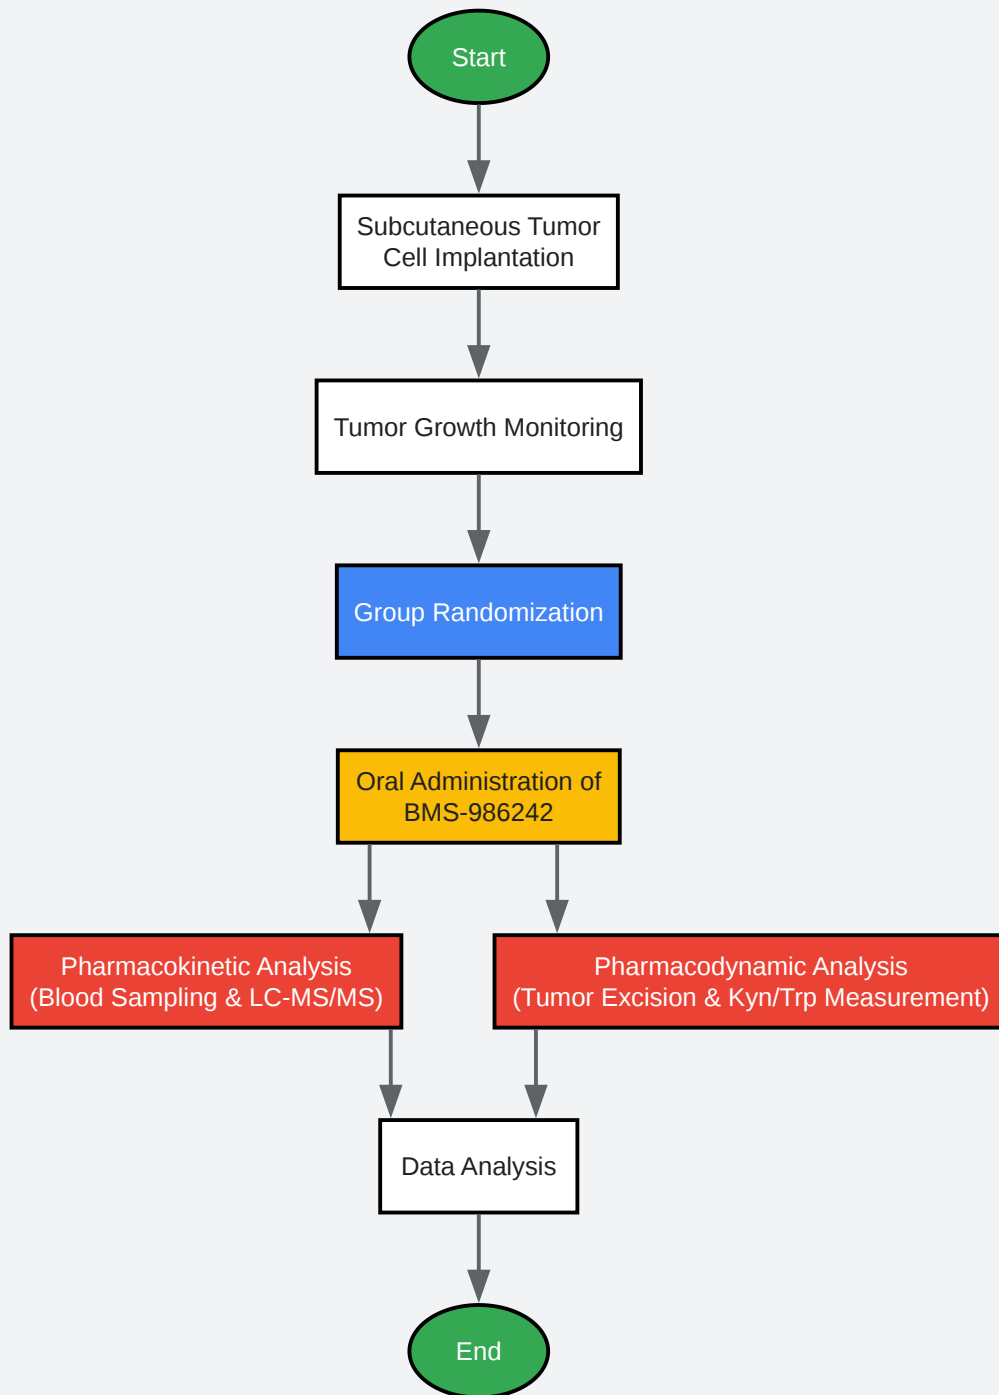 Start
Subcutaneous Tumor
Cell Implantation
Tumor Growth Monitoring
Group Randomization
Oral Administration of
BMS-986242
Pharmacokinetic Analysis
(Blood Sampling & LC-MS/MS)
Pharmacodynamic Analysis
(Tumor Excision & Kyn/Trp Measurement)
Data Analysis
End